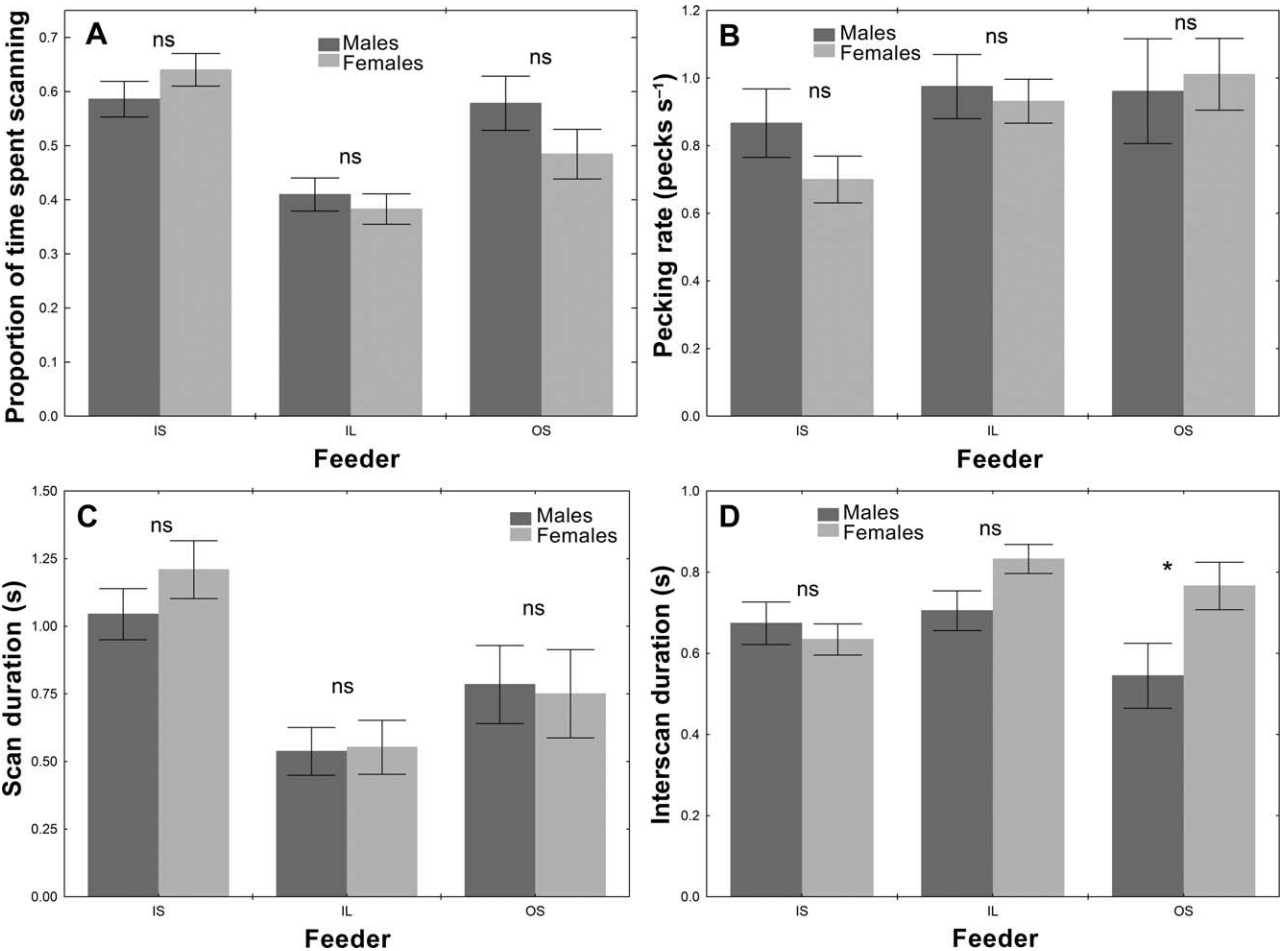 A
Proportion of time spent scanning
0.7
0.6
0.5
0.4
0.3
0.2
0.1
0.0
Males
Females
ns
ns
ns
IS
IL
OS
Feeder
B
Pecking rate (pecks s⁻¹)
1.2
1.0
0.8
0.6
0.4
0.2
0.0
Males
Females
ns
ns
ns
IS
IL
OS
Feeder
C
Scan duration (s)
1.50
1.25
1.00
0.75
0.50
0.25
0.00
Males
Females
ns
ns
ns
IS
IL
OS
Feeder
D
Interscan duration (s)
1.0
0.8
0.6
0.4
0.2
0.0
Males
Females
ns
ns
*
IS
IL
OS
Feeder